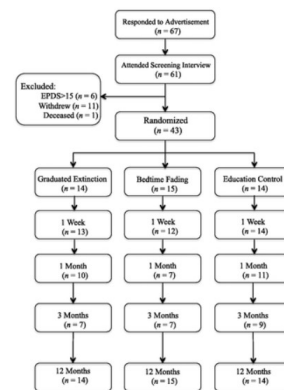 Responded to Advertisement
(n = 67)
Attended Screening Interview
(n = 61)
Excluded:
EPDS>15 (n = 6)
Withdrew (n = 11)
Deceased (n = 1)
Randomized
(n = 43)
Graduated Extinction
(n = 14)
Bedtime Fading
(n = 15)
Education Control
(n = 14)
1 Week
(n = 13)
1 Week
(n = 12)
1 Week
(n = 14)
1 Month
(n = 10)
1 Month
(n = 7)
1 Month
(n = 11)
3 Months
(n = 7)
3 Months
(n = 7)
3 Months
(n = 9)
12 Months
(n = 14)
12 Months
(n = 15)
12 Months
(n = 14)